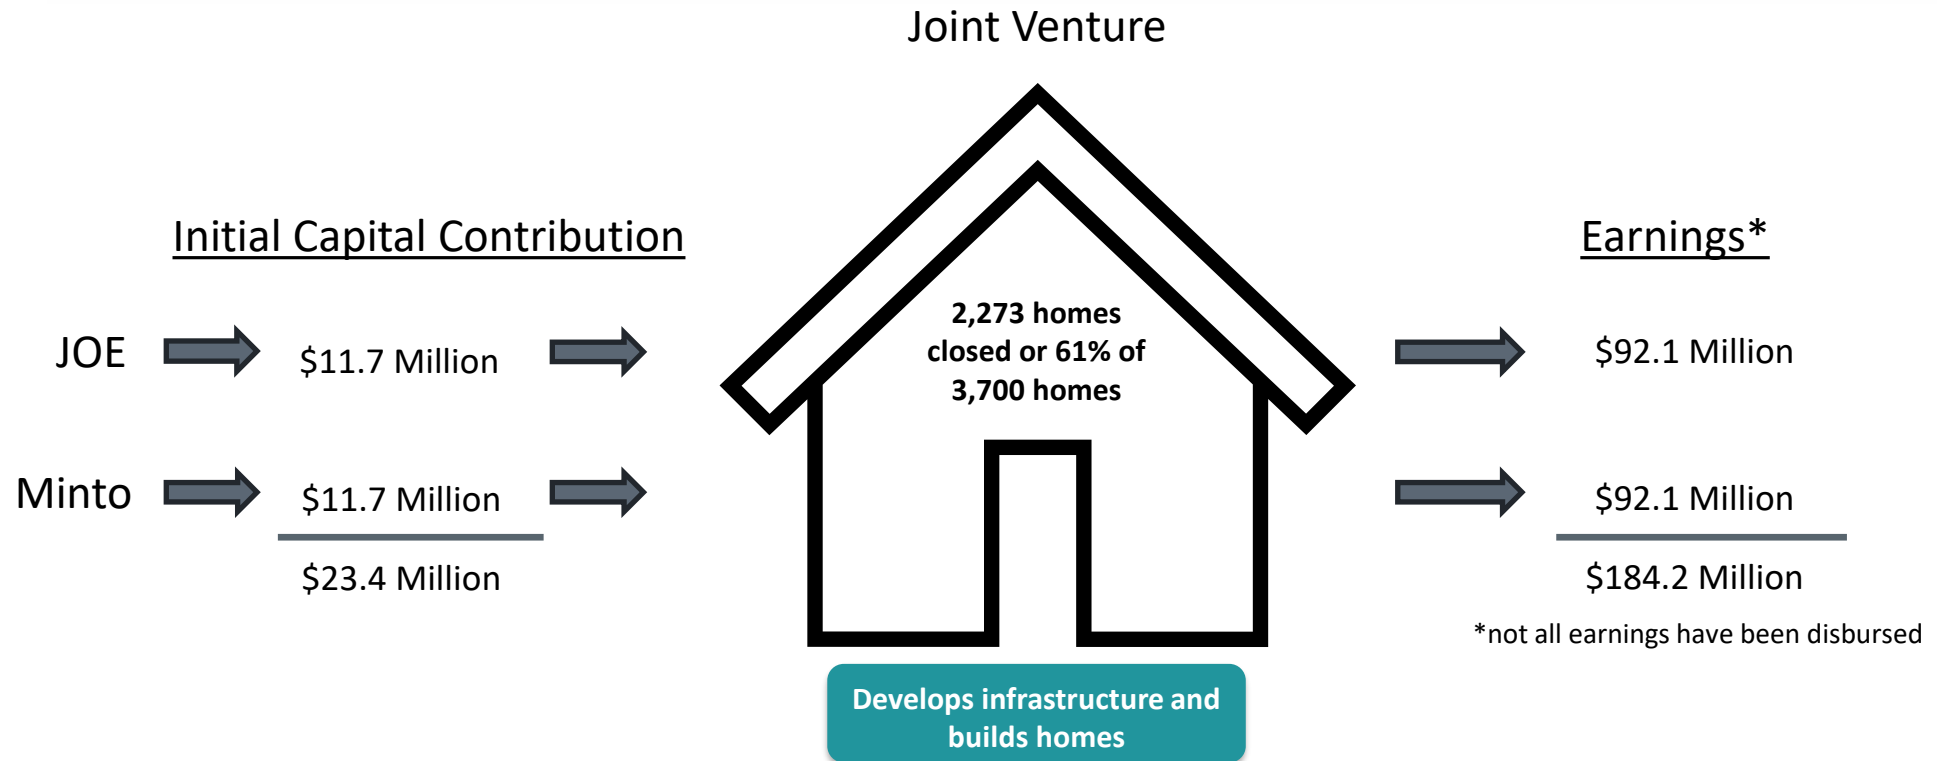 Joint Venture
Initial Capital Contribution
Earnings*
JOE
$11.7 Million
2,273 homes
closed or 61% of
3,700 homes
$92.1 Million
Minto
$11.7 Million
$92.1 Million
$23.4 Million
$184.2 Million
*not all earnings have been disbursed
Develops infrastructure and
builds homes